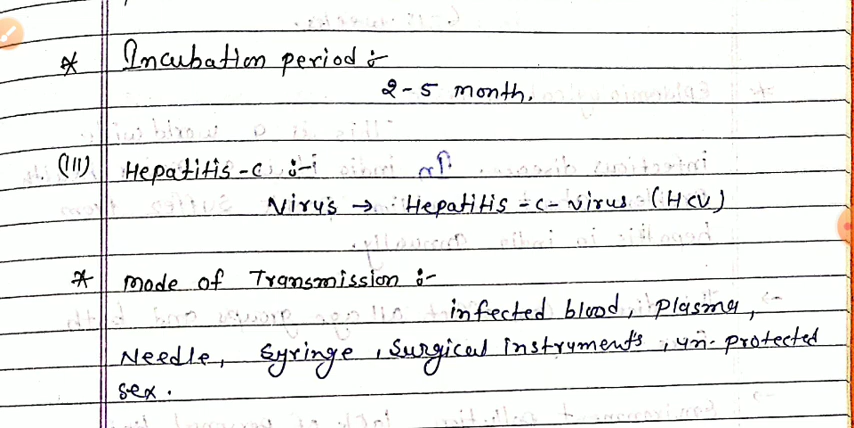 * Incubation period :-
2-5 month.
(III) Hepatitis-C :-
Virus → Hepatitis-C-virus (HCV)
* Mode of Transmission :-
infected blood, Plasma,
Needle, Syringe, Surgical instruments, un-protected
sex.